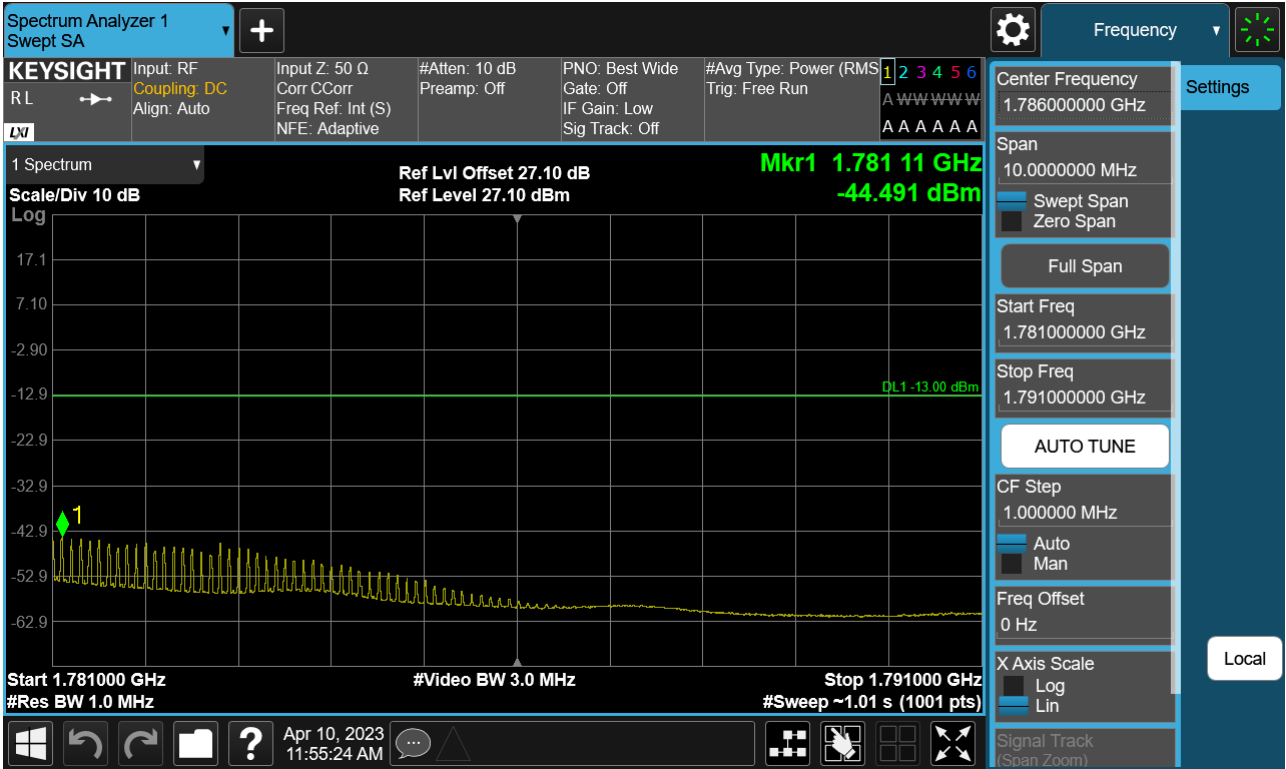 Spectrum Analyzer 1
Swept SA
Frequency
KEYSIGHT
R L
LXI
Input: RF
Coupling: DC
Align: Auto
Input Z: 50 Ω
Corr CCorr
Freq Ref: Int (S)
NFE: Adaptive
#Atten: 10 dB
Preamp: Off
PNO: Best Wide
Gate: Off
IF Gain: Low
Sig Track: Off
#Avg Type: Power (RMS
Trig: Free Run
1 2 3 4 5 6
A W W W W W
A A A A A A
1 Spectrum
Scale/Div 10 dB
Log
Ref Lvl Offset 27.10 dB
Ref Level 27.10 dBm
Mkr1 1.781 11 GHz
-44.491 dBm
17.1
7.10
-2.90
-12.9
-22.9
-32.9
-42.9
-52.9
-62.9
DL1 -13.00 dBm
1
Start 1.781000 GHz
#Res BW 1.0 MHz
#Video BW 3.0 MHz
Stop 1.791000 GHz
#Sweep ~1.01 s (1001 pts)
Center Frequency
1.786000000 GHz
Span
10.0000000 MHz
Swept Span
Zero Span
Full Span
Start Freq
1.781000000 GHz
Stop Freq
1.791000000 GHz
AUTO TUNE
CF Step
1.000000 MHz
Auto
Man
Freq Offset
0 Hz
X Axis Scale
Log
Lin
Signal Track
(Span Zoom)
Settings
Local
?
Apr 10, 2023
11:55:24 AM